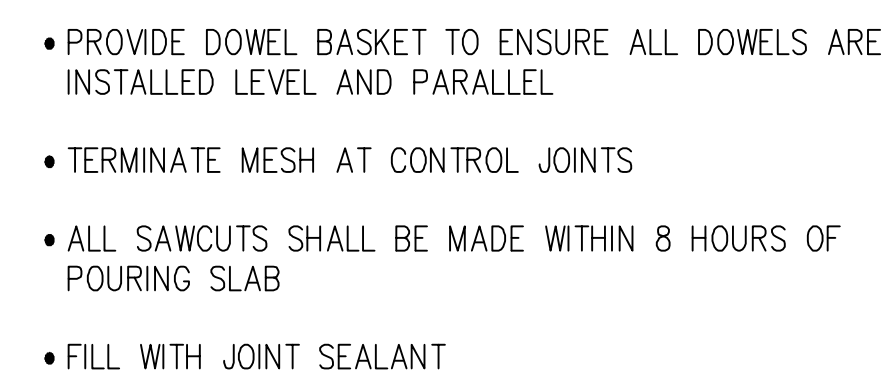 • PROVIDE DOWEL BASKET TO ENSURE ALL DOWELS ARE
INSTALLED LEVEL AND PARALLEL
• TERMINATE MESH AT CONTROL JOINTS
• ALL SAWCUTS SHALL BE MADE WITHIN 8 HOURS OF
POURING SLAB
• FILL WITH JOINT SEALANT